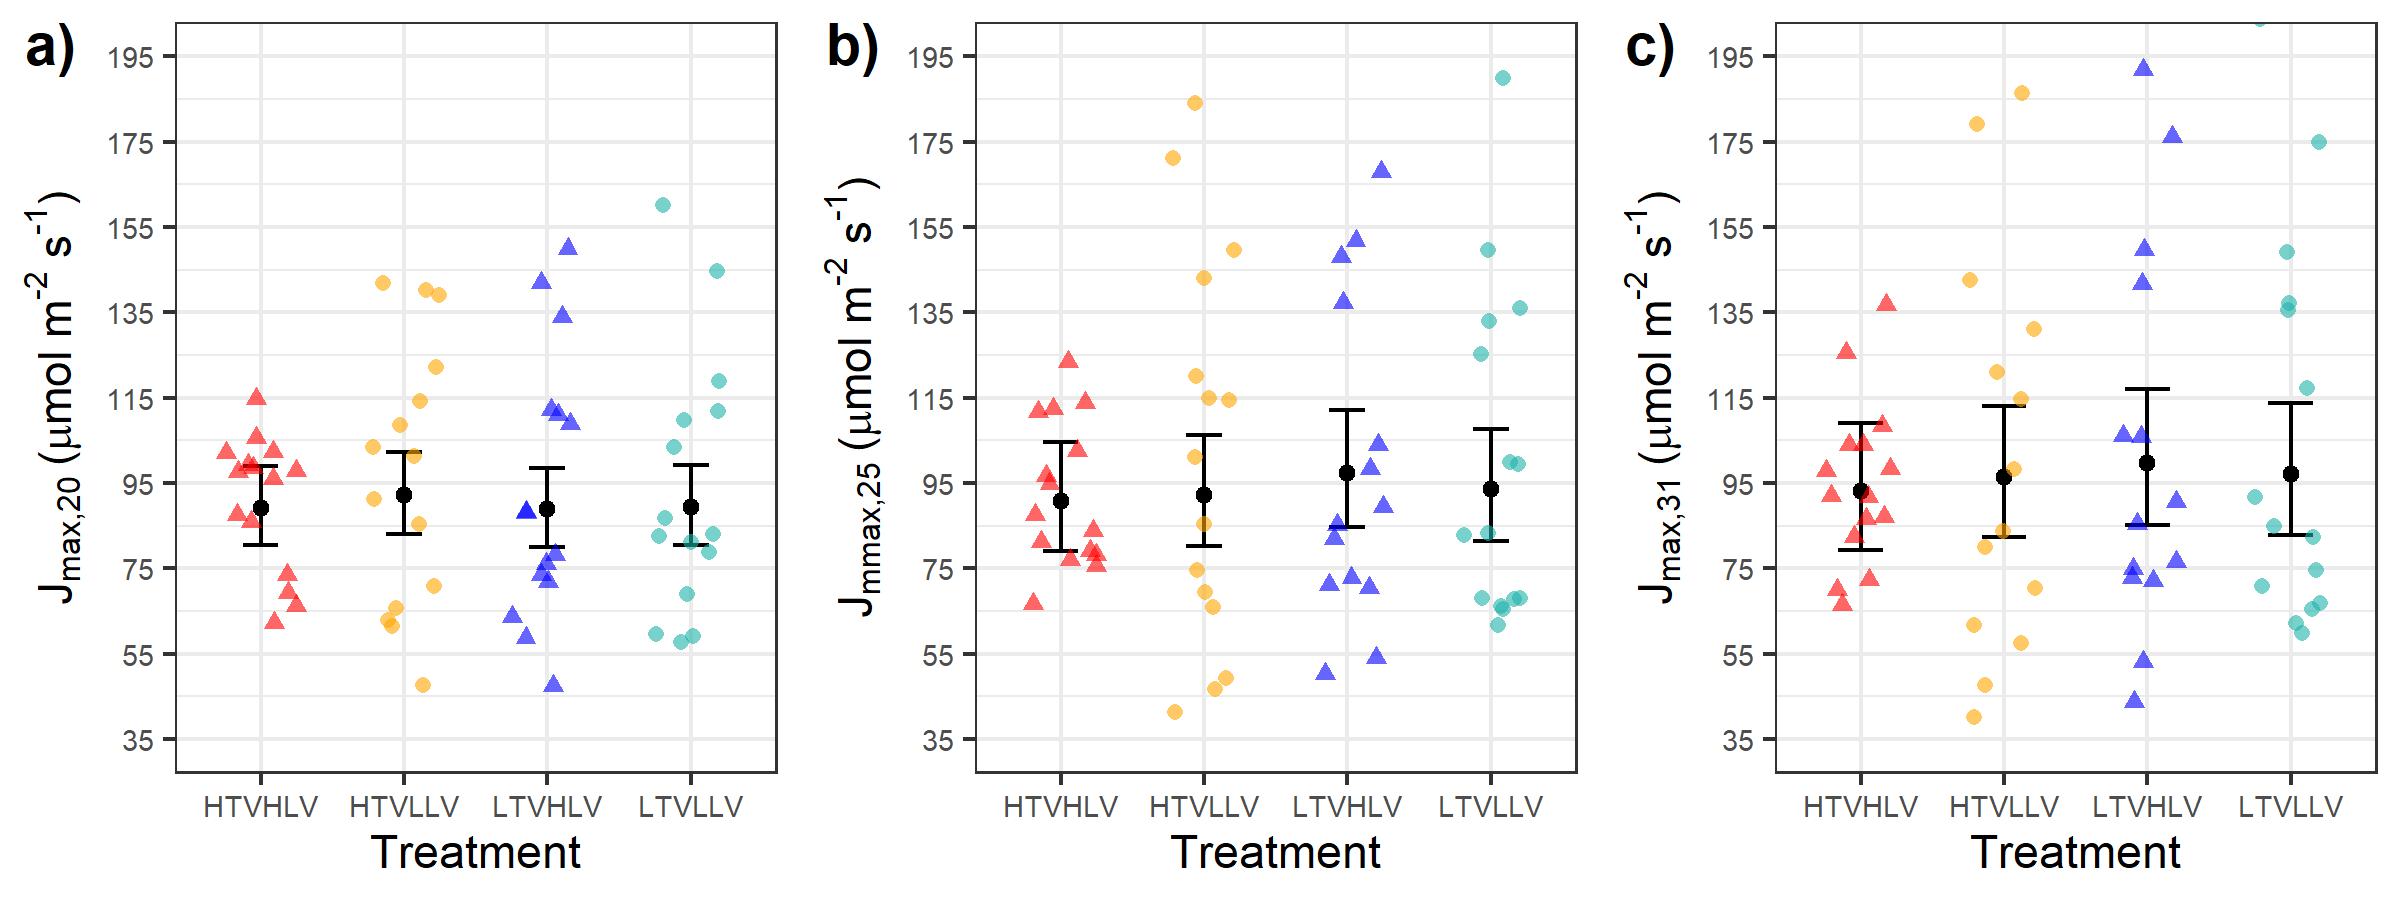 a)
195
175
155
135
115
95
75
55
35
Jmax,20 (μmol m-2 s-1)
HTVHLV HTVLLV LTVHLV LTVLLV
Treatment
b)
195
175
155
135
115
95
75
55
35
Jmmax,25 (μmol m-2 s-1)
HTVHLV HTVLLV LTVHLV LTVLLV
Treatment
c)
195
175
155
135
115
95
75
55
35
Jmax,31 (μmol m-2 s-1)
HTVHLV HTVLLV LTVHLV LTVLLV
Treatment